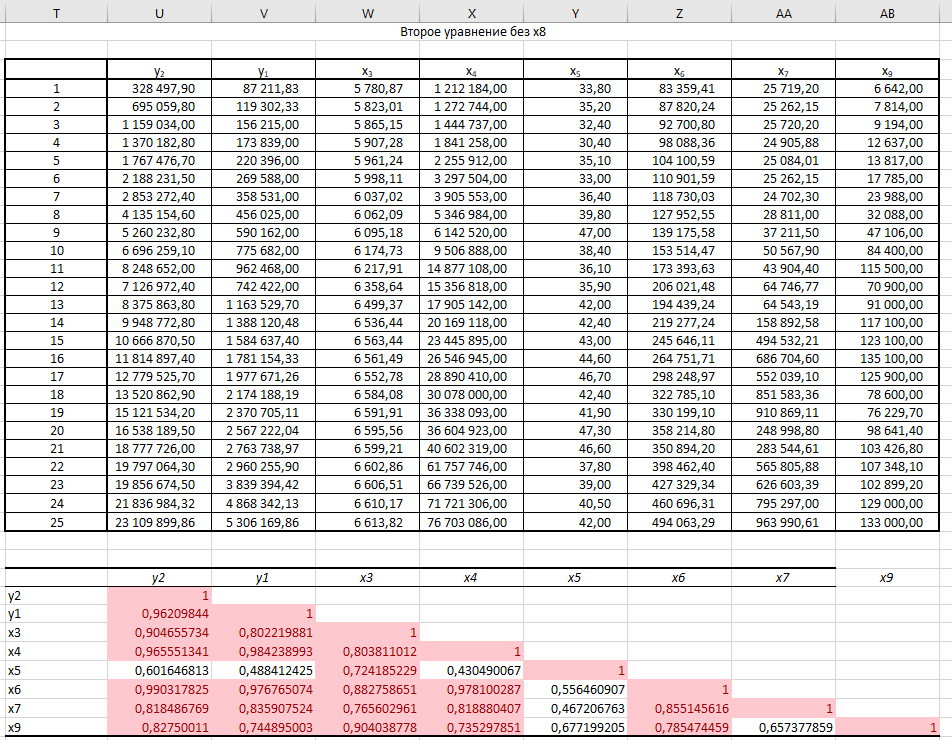 T U V W X Y Z AA AB
Второе уравнение без x8
y₂ y₁ x₃ x₄ x₅ x₆ x₇ x₉
1 328 497,90 87 211,83 5 780,87 1 212 184,00 33,80 83 359,41 25 719,20 6 642,00
2 695 059,80 119 302,33 5 823,01 1 272 744,00 35,20 87 820,24 25 262,15 7 814,00
3 1 159 034,00 156 215,00 5 865,15 1 444 737,00 32,40 92 700,80 25 720,20 9 194,00
4 1 370 182,80 173 839,00 5 907,28 1 841 258,00 30,40 98 088,36 24 905,88 12 637,00
5 1 767 476,70 220 396,00 5 961,24 2 255 912,00 35,10 104 100,59 25 084,01 13 817,00
6 2 188 231,50 269 588,00 5 998,11 3 297 504,00 33,00 110 901,59 25 262,15 17 785,00
7 2 853 272,40 358 531,00 6 037,02 3 905 553,00 36,40 118 730,03 24 702,30 23 988,00
8 4 135 154,60 456 025,00 6 062,09 5 346 984,00 39,80 127 952,55 28 811,00 32 088,00
9 5 260 232,80 590 162,00 6 095,18 6 142 520,00 47,00 139 175,58 37 211,50 47 106,00
10 6 696 259,10 775 682,00 6 174,73 9 506 888,00 38,40 153 514,47 50 567,90 84 400,00
11 8 248 652,00 962 468,00 6 217,91 14 877 108,00 36,10 173 393,63 43 904,40 115 500,00
12 7 126 972,40 742 422,00 6 358,64 15 356 818,00 35,90 206 021,48 64 746,77 70 900,00
13 8 375 863,80 1 163 529,70 6 499,37 17 905 142,00 42,00 194 439,24 64 543,19 91 000,00
14 9 948 772,80 1 388 120,48 6 536,44 20 169 118,00 42,40 219 277,24 158 892,58 117 100,00
15 10 666 870,50 1 584 637,40 6 563,44 23 445 895,00 43,00 245 646,11 494 532,21 123 100,00
16 11 814 897,40 1 781 154,33 6 561,49 26 546 945,00 44,60 264 751,71 686 704,60 135 100,00
17 12 779 525,70 1 977 671,26 6 552,78 28 890 410,00 46,70 298 248,97 552 039,10 125 900,00
18 13 520 862,90 2 174 188,19 6 584,08 30 078 000,00 42,40 322 785,10 851 583,36 78 600,00
19 15 121 534,20 2 370 705,11 6 591,91 36 338 093,00 41,90 330 199,10 910 869,11 76 229,70
20 16 538 189,50 2 567 222,04 6 595,56 36 604 923,00 47,30 358 214,80 248 998,80 98 641,40
21 18 777 726,00 2 763 738,97 6 599,21 40 602 319,00 46,60 350 894,20 283 544,61 103 426,80
22 19 797 064,30 2 960 255,90 6 602,86 61 757 746,00 37,80 398 462,40 565 805,88 107 348,10
23 19 856 674,50 3 839 394,42 6 606,51 66 739 526,00 39,00 427 329,34 626 603,39 102 899,20
24 21 836 984,32 4 868 342,13 6 610,17 71 721 306,00 40,50 460 696,31 795 297,00 129 000,00
25 23 109 899,86 5 306 169,86 6 613,82 76 703 086,00 42,00 494 063,29 963 990,61 133 000,00
y2 y1 x3 x4 x5 x6 x7 x9
y2 1
y1 0,96209844 1
x3 0,904655734 0,802219881 1
x4 0,965551341 0,984238993 0,803811012 1
x5 0,601646813 0,488412425 0,724185229 0,430490067 1
x6 0,990317825 0,976765074 0,882758651 0,978100287 0,556460907 1
x7 0,818486769 0,835907524 0,765602961 0,818880407 0,467206763 0,855145616 1
x9 0,82750011 0,744895003 0,904038778 0,735297851 0,677199205 0,785474459 0,657377859 1